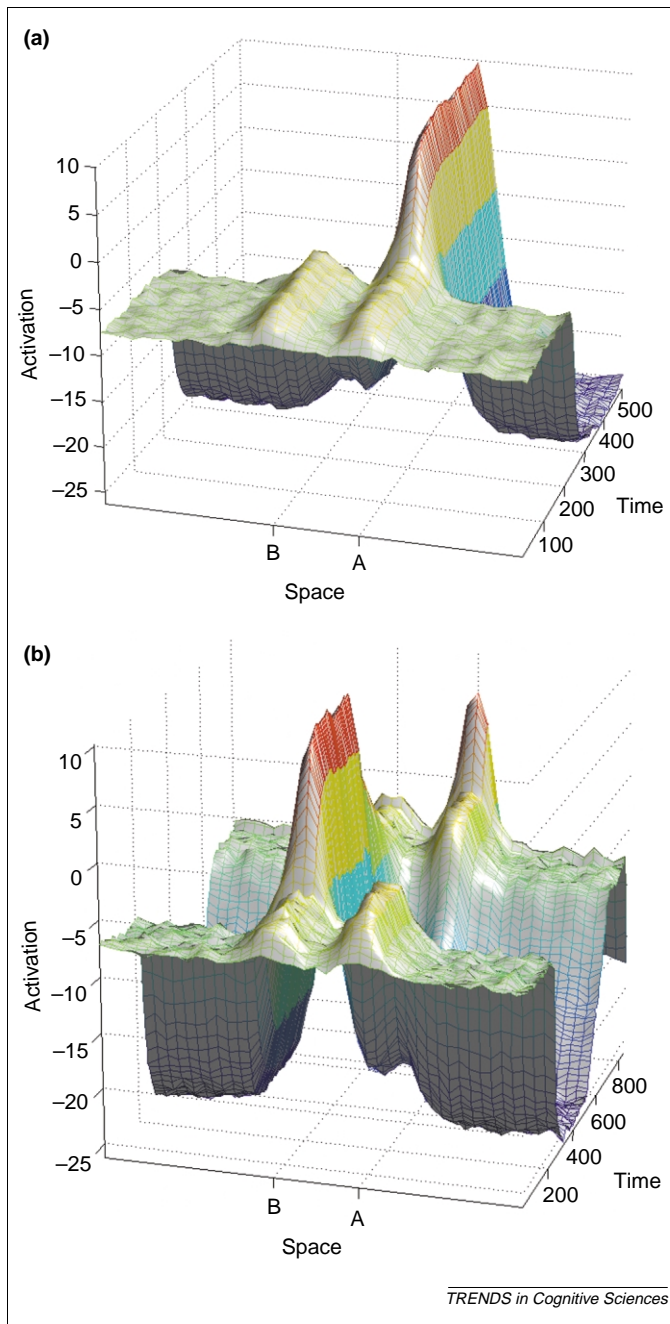 (a)
10
5
0
–5
–10
–15
–20
–25
Activation
500
400
300
200
100
Time
B
A
Space
(b)
10
5
0
–5
–10
–15
–20
–25
Activation
800
600
400
200
Time
B
A
Space
TRENDS in Cognitive Sciences